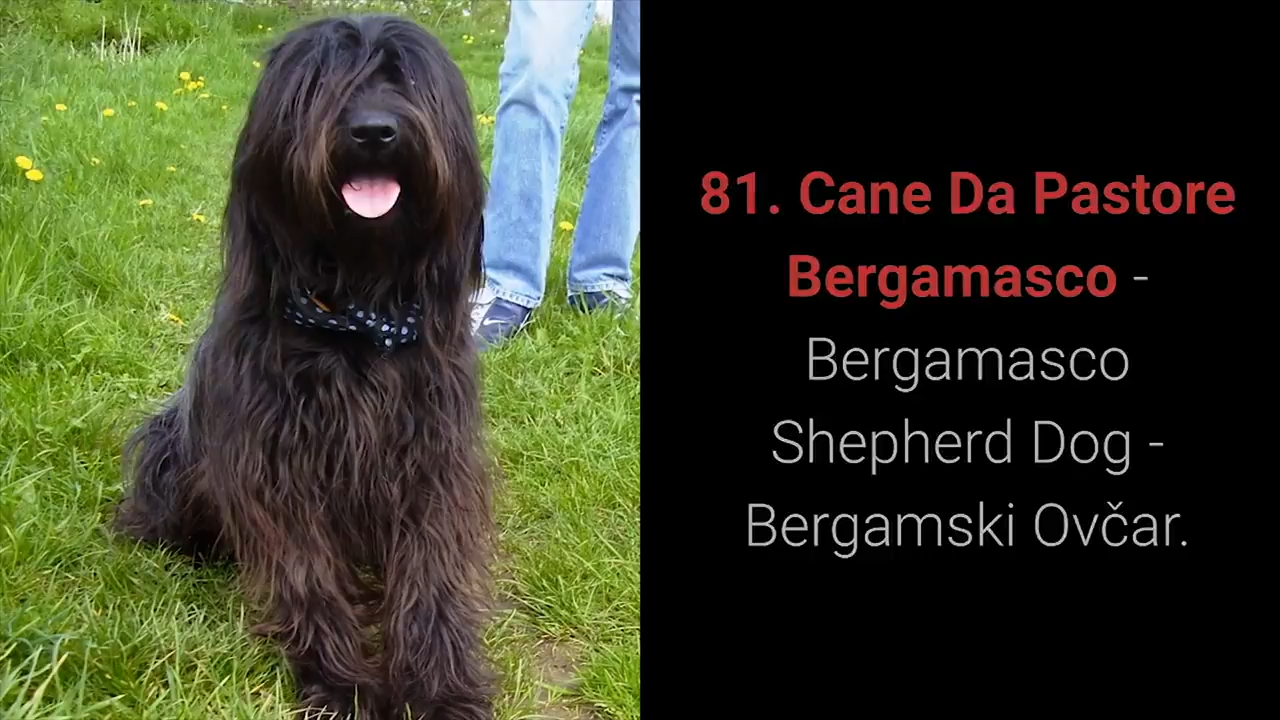 81. Cane Da Pastore
Bergamasco -
Bergamasco
Shepherd Dog -
Bergamski Ovčar.